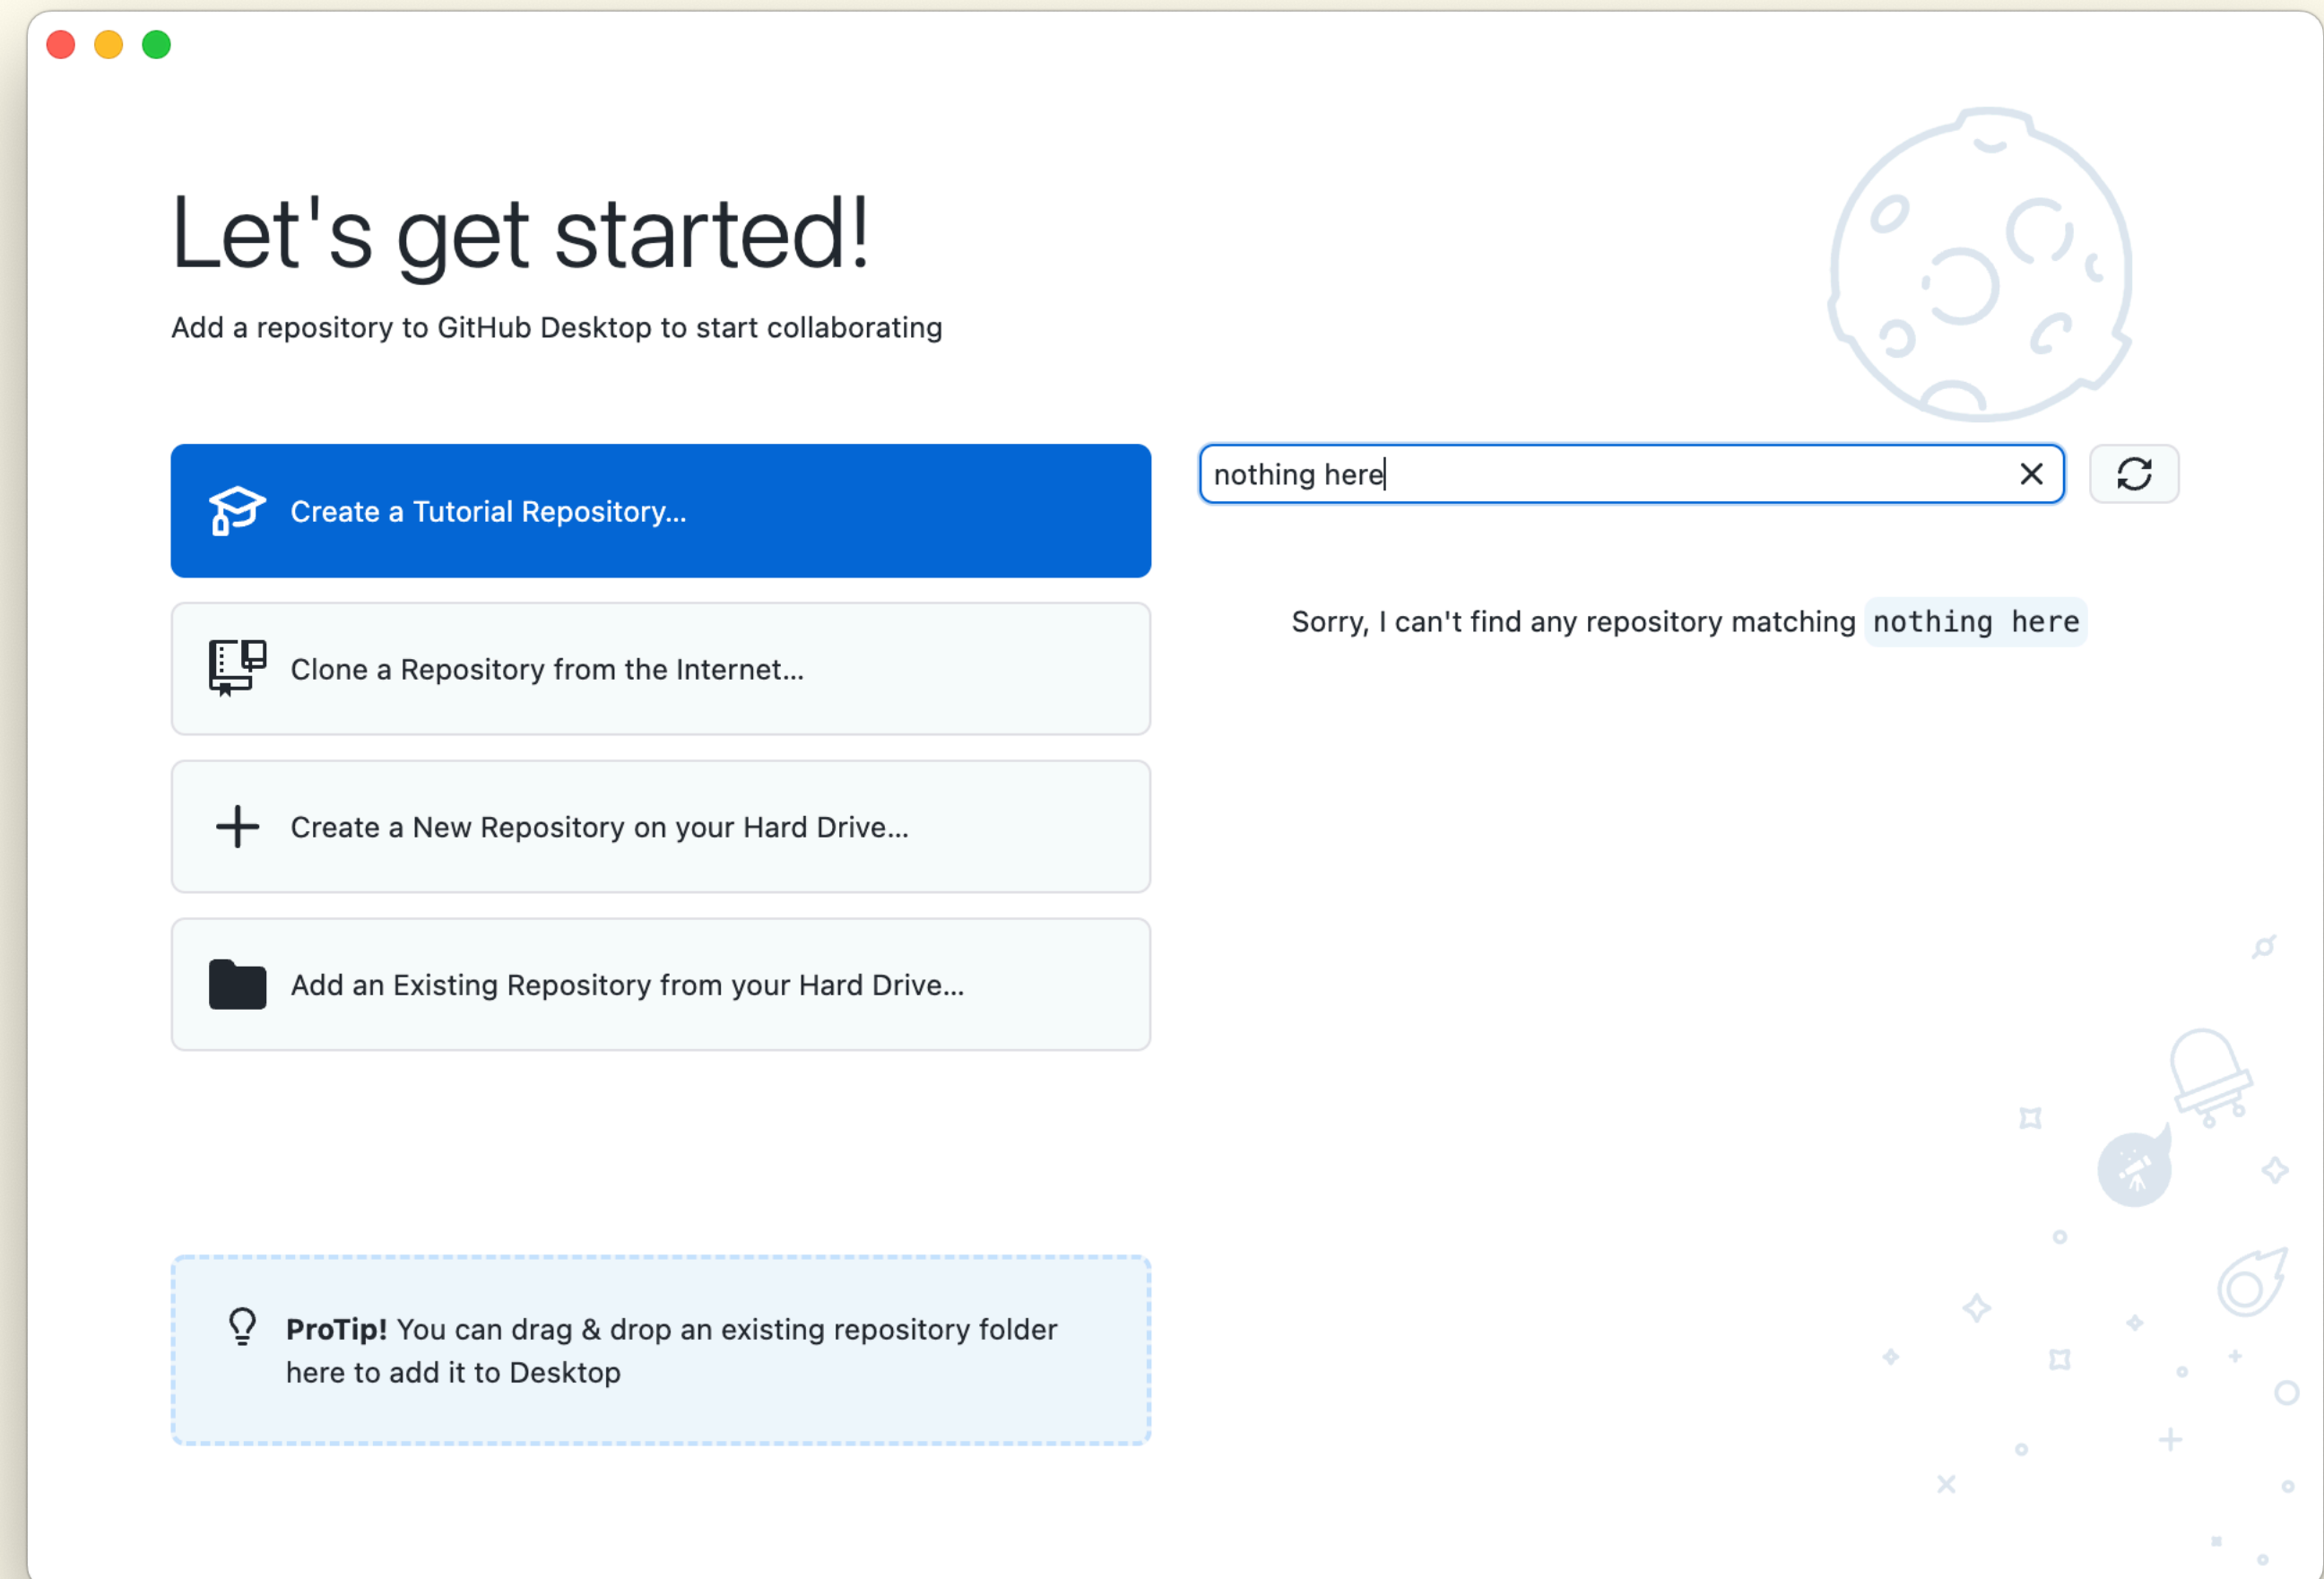 Let's get started!
Add a repository to GitHub Desktop to start collaborating
Create a Tutorial Repository...
Clone a Repository from the Internet...
Create a New Repository on your Hard Drive...
Add an Existing Repository from your Hard Drive...
ProTip! You can drag & drop an existing repository folder
here to add it to Desktop
nothing here
Sorry, I can't find any repository matching nothing here